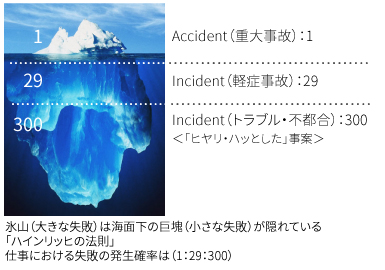 1
Accident（重大事故）：1
29
Incident（軽症事故）：29
300
Incident（トラブル・不都合）：300
＜「ヒヤリ・ハッとした」事案＞
氷山（大きな失敗）は海面下の巨塊（小さな失敗）が隠れている
「ハインリッヒの法則」
仕事における失敗の発生確率は（1：29：300）